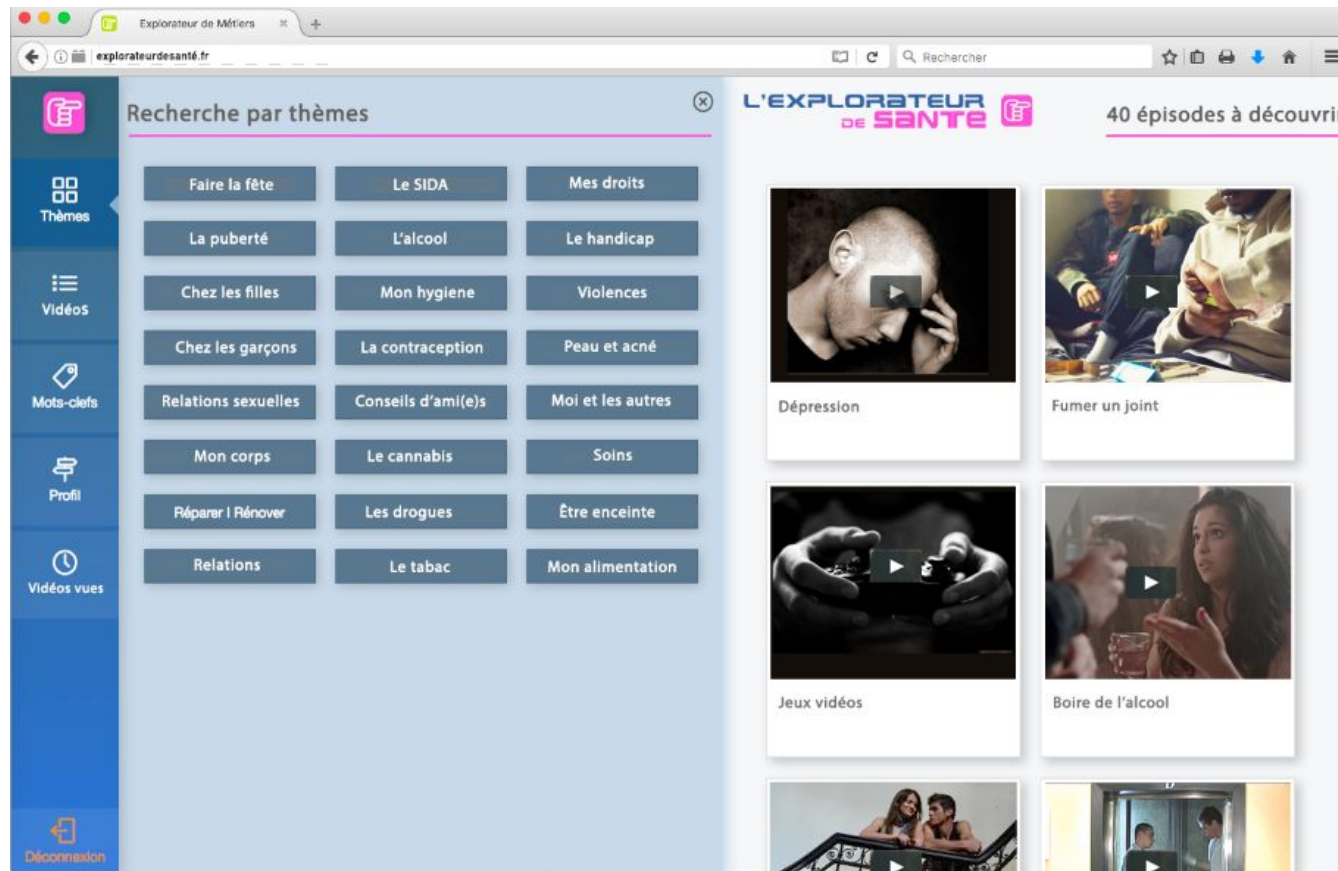 Explorateur de Métiers
explorateurdesanté.fr
Rechercher
Thèmes
Vidéos
Mots-clefs
Profil
Vidéos vues
Déconnexion
Recherche par thèmes
Faire la fête
Le SIDA
Mes droits
La puberté
L'alcool
Le handicap
Chez les filles
Mon hygiene
Violences
Chez les garçons
La contraception
Peau et acné
Relations sexuelles
Conseils d'ami(e)s
Moi et les autres
Mon corps
Le cannabis
Soins
Réparer I Rénover
Les drogues
Être enceinte
Relations
Le tabac
Mon alimentation
L'EXPLORATEUR
DE SANTE
40 épisodes à découvrir
Dépression
Fumer un joint
Jeux vidéos
Boire de l'alcool